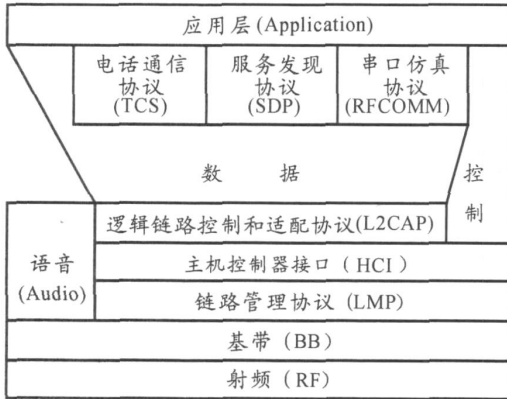 应用层(Application)
电话通信
协议
(TCS)
服务发现
协议
(SDP)
串口仿真
协议
(RFCOMM)
数 据
控
制
逻辑链路控制和适配协议(L2CAP)
语音
(Audio)
主机控制器接口(HCI)
链路管理协议(LMP)
基带(BB)
射频(RF)